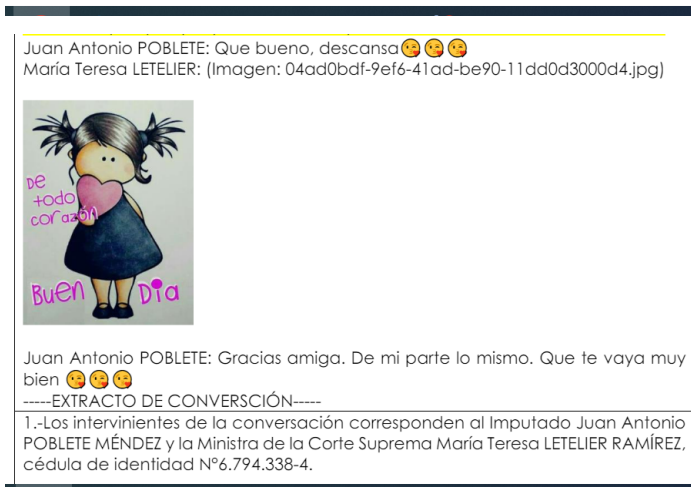 Juan Antonio POBLETE: Que bueno, descansa😘😘😘
María Teresa LETELIER: (Imagen: 04ad0bdf-9ef6-41ad-be90-11dd0d3000d4.jpg)
De
todo
corazón
Buen Día
Juan Antonio POBLETE: Gracias amiga. De mi parte lo mismo. Que te vaya muy
bien 😘😘😘
-----EXTRACTO DE CONVERSCIÓN-----
1.-Los intervinientes de la conversación corresponden al Imputado Juan Antonio
POBLETE MÉNDEZ y la Ministra de la Corte Suprema María Teresa LETELIER RAMÍREZ,
cédula de identidad N°6.794.338-4.